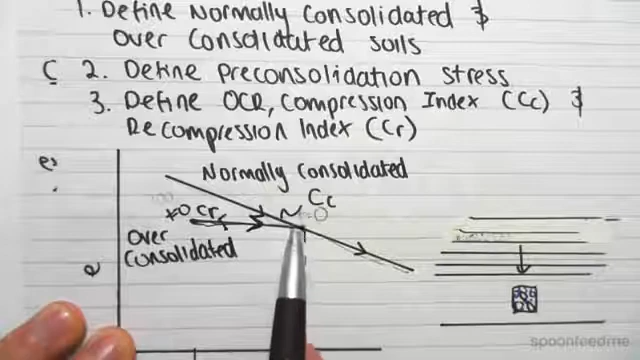 1. Define Normally Consolidated &
Over Consolidated soils
C 2. Define preconsolidation stress
3. Define OCR, Compression Index (Cc) &
Recompression Index (Cr)
Normally Consolidated
Cc
Cr
Over
Consolidated
e
spoonfeedme